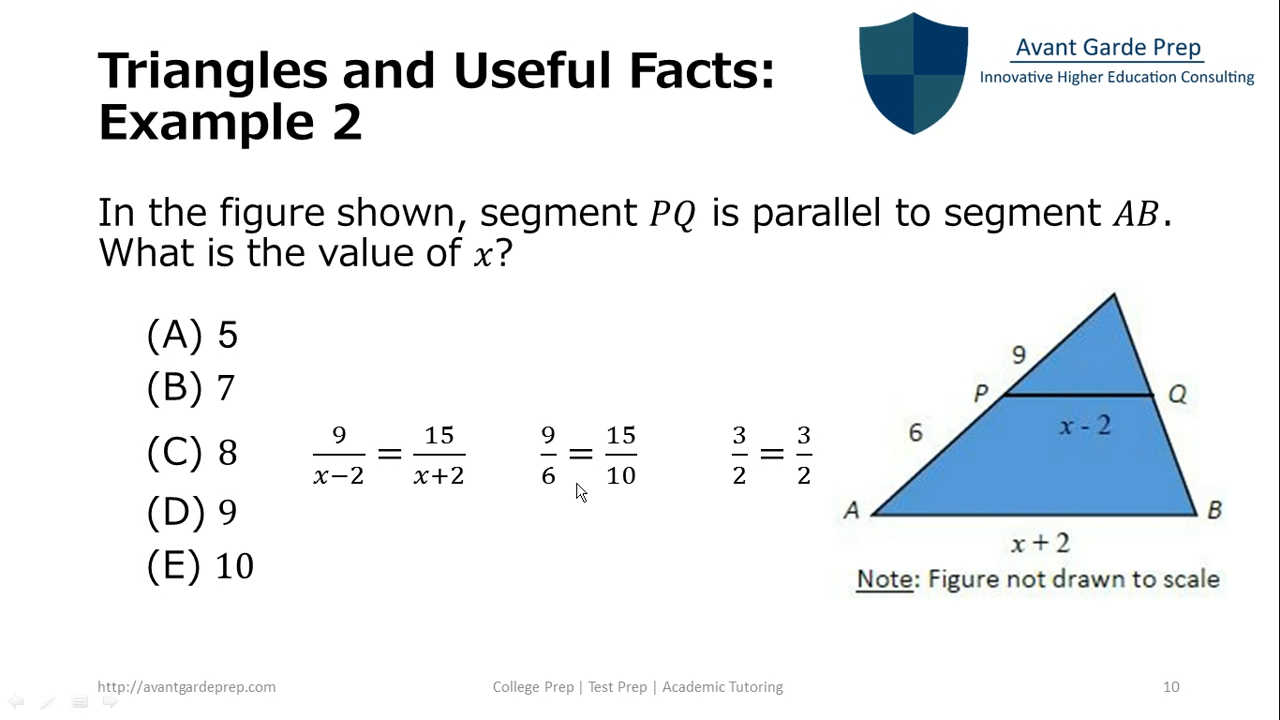 Avant Garde Prep
Innovative Higher Education Consulting
Triangles and Useful Facts:
Example 2
In the figure shown, segment 𝑃𝑄 is parallel to segment 𝐴𝐵.
What is the value of 𝑥?
(A) 5
(B) 7
(C) 8
9/(𝑥−2) = 15/(𝑥+2)
9/6 = 15/10
3/2 = 3/2
(D) 9
(E) 10
9
P
Q
x - 2
6
A
B
x + 2
Note: Figure not drawn to scale
http://avantgardeprep.com
College Prep | Test Prep | Academic Tutoring
10